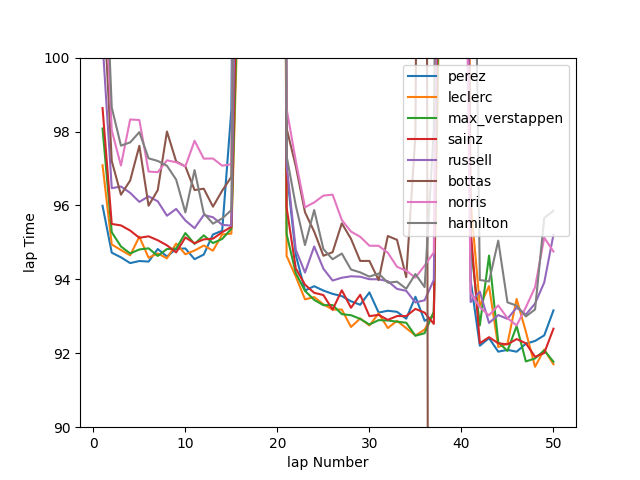 100
98
96
94
92
90
lap Time
0
10
20
30
40
50
lap Number
perez
leclerc
max_verstappen
sainz
russell
bottas
norris
hamilton